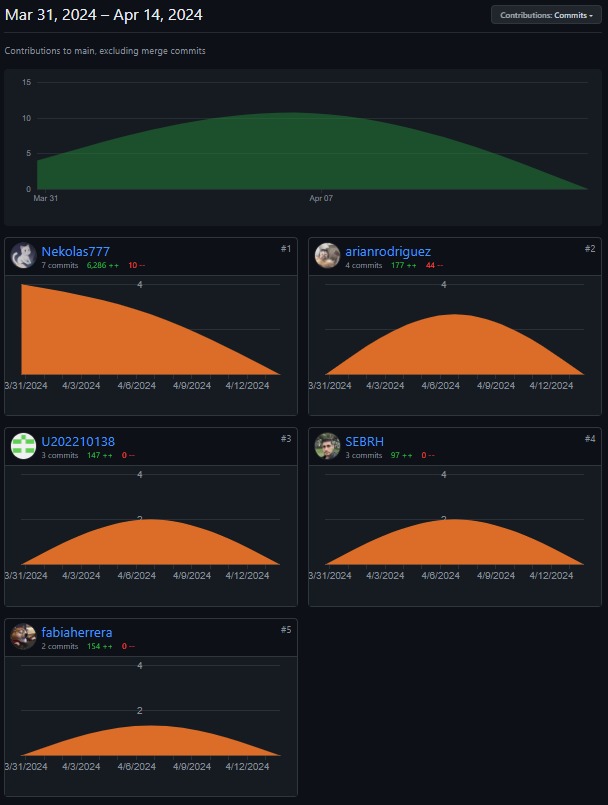 Mar 31, 2024 – Apr 14, 2024
Contributions: Commits
Contributions to main, excluding merge commits
15
10
5
0
Mar 31 Apr 07
Nekolas777 #1
7 commits 6,286 ++ 10 --
4
3/31/2024 4/3/2024 4/6/2024 4/9/2024 4/12/2024
arianrodriguez #2
4 commits 177 ++ 44 --
4
3/31/2024 4/3/2024 4/6/2024 4/9/2024 4/12/2024
U202210138 #3
3 commits 147 ++ 0 --
4
2
3/31/2024 4/3/2024 4/6/2024 4/9/2024 4/12/2024
SEBRH #4
3 commits 97 ++ 0 --
4
2
3/31/2024 4/3/2024 4/6/2024 4/9/2024 4/12/2024
fabiaherrera #5
2 commits 154 ++ 0 --
4
2
3/31/2024 4/3/2024 4/6/2024 4/9/2024 4/12/2024